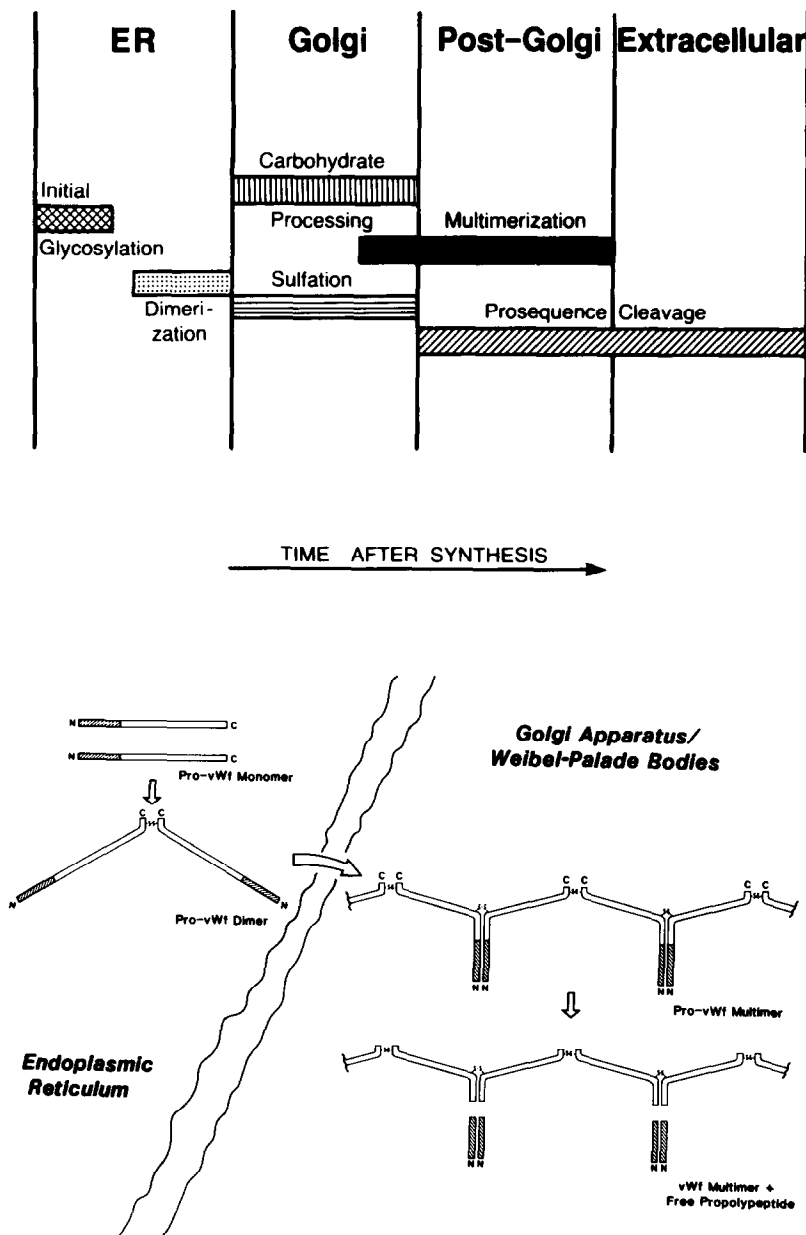 ER Golgi Post-Golgi Extracellular
Carbohydrate
Initial
Processing Multimerization
Glycosylation
Sulfation
Dimeri-
zation
Prosequence Cleavage
TIME AFTER SYNTHESIS
N C
N C
Pro-vWf Monomer
C C
N N
Pro-vWf Dimer
Endoplasmic
Reticulum
Golgi Apparatus/
Weibel-Palade Bodies
C C C C C C
N N N N
Pro-vWf Multimer
N N N N
vWf Multimer +
Free Propolypeptide